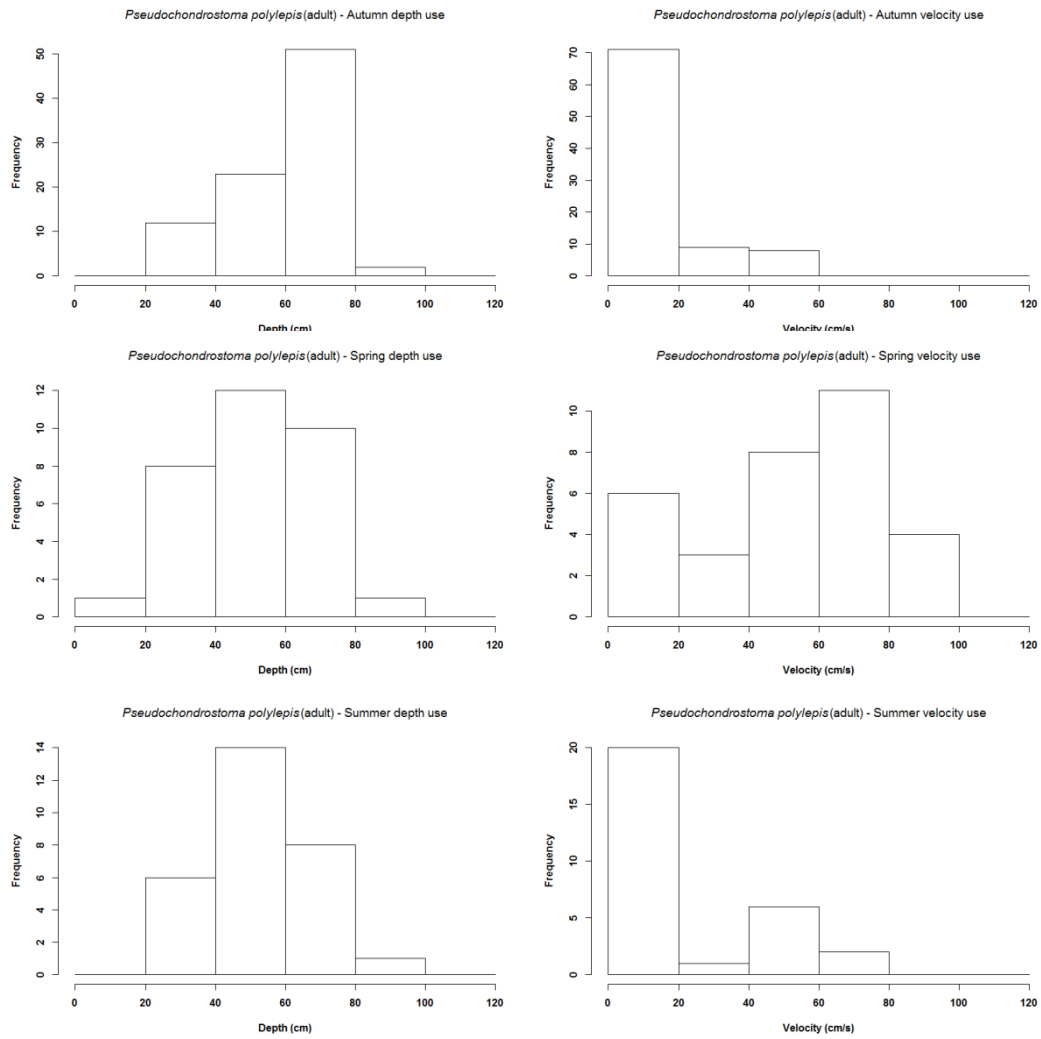 Pseudochondrostoma polylepis (adult) - Autumn depth use
Frequency
0 10 20 30 40 50
0 20 40 60 80 100 120
Depth (cm)
Pseudochondrostoma polylepis (adult) - Autumn velocity use
Frequency
0 10 20 30 40 50 60 70
0 20 40 60 80 100 120
Velocity (cm/s)
Pseudochondrostoma polylepis (adult) - Spring depth use
Frequency
0 2 4 6 8 10 12
0 20 40 60 80 100 120
Depth (cm)
Pseudochondrostoma polylepis (adult) - Spring velocity use
Frequency
0 2 4 6 8 10
0 20 40 60 80 100 120
Velocity (cm/s)
Pseudochondrostoma polylepis (adult) - Summer depth use
Frequency
0 2 4 6 8 10 12 14
0 20 40 60 80 100 120
Depth (cm)
Pseudochondrostoma polylepis (adult) - Summer velocity use
Frequency
0 5 10 15 20
0 20 40 60 80 100 120
Velocity (cm/s)